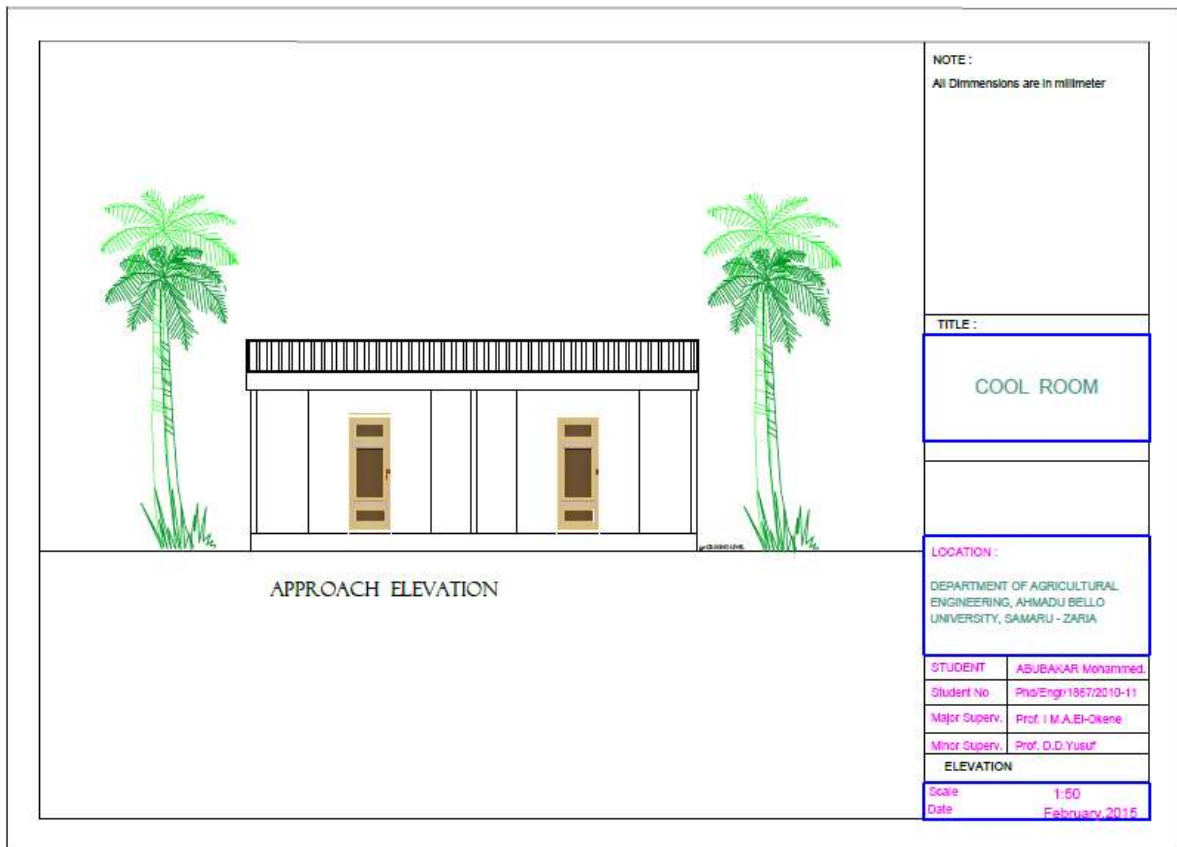 NOTE :
All Dimmensions are in millimeter
TITLE :
COOL ROOM
LOCATION :
DEPARTMENT OF AGRICULTURAL
ENGINEERING, AHMADU BELLO
UNIVERSITY, SAMARU - ZARIA
STUDENT ABUBAKAR Mohammed.
Student No Phd/Engr/1867/2010-11
Major Superv. Prof. I M.A.El-Okene
Minor Superv. Prof. D.D.Yusuf
ELEVATION
Scale 1:50
Date February,2015
APPROACH ELEVATION